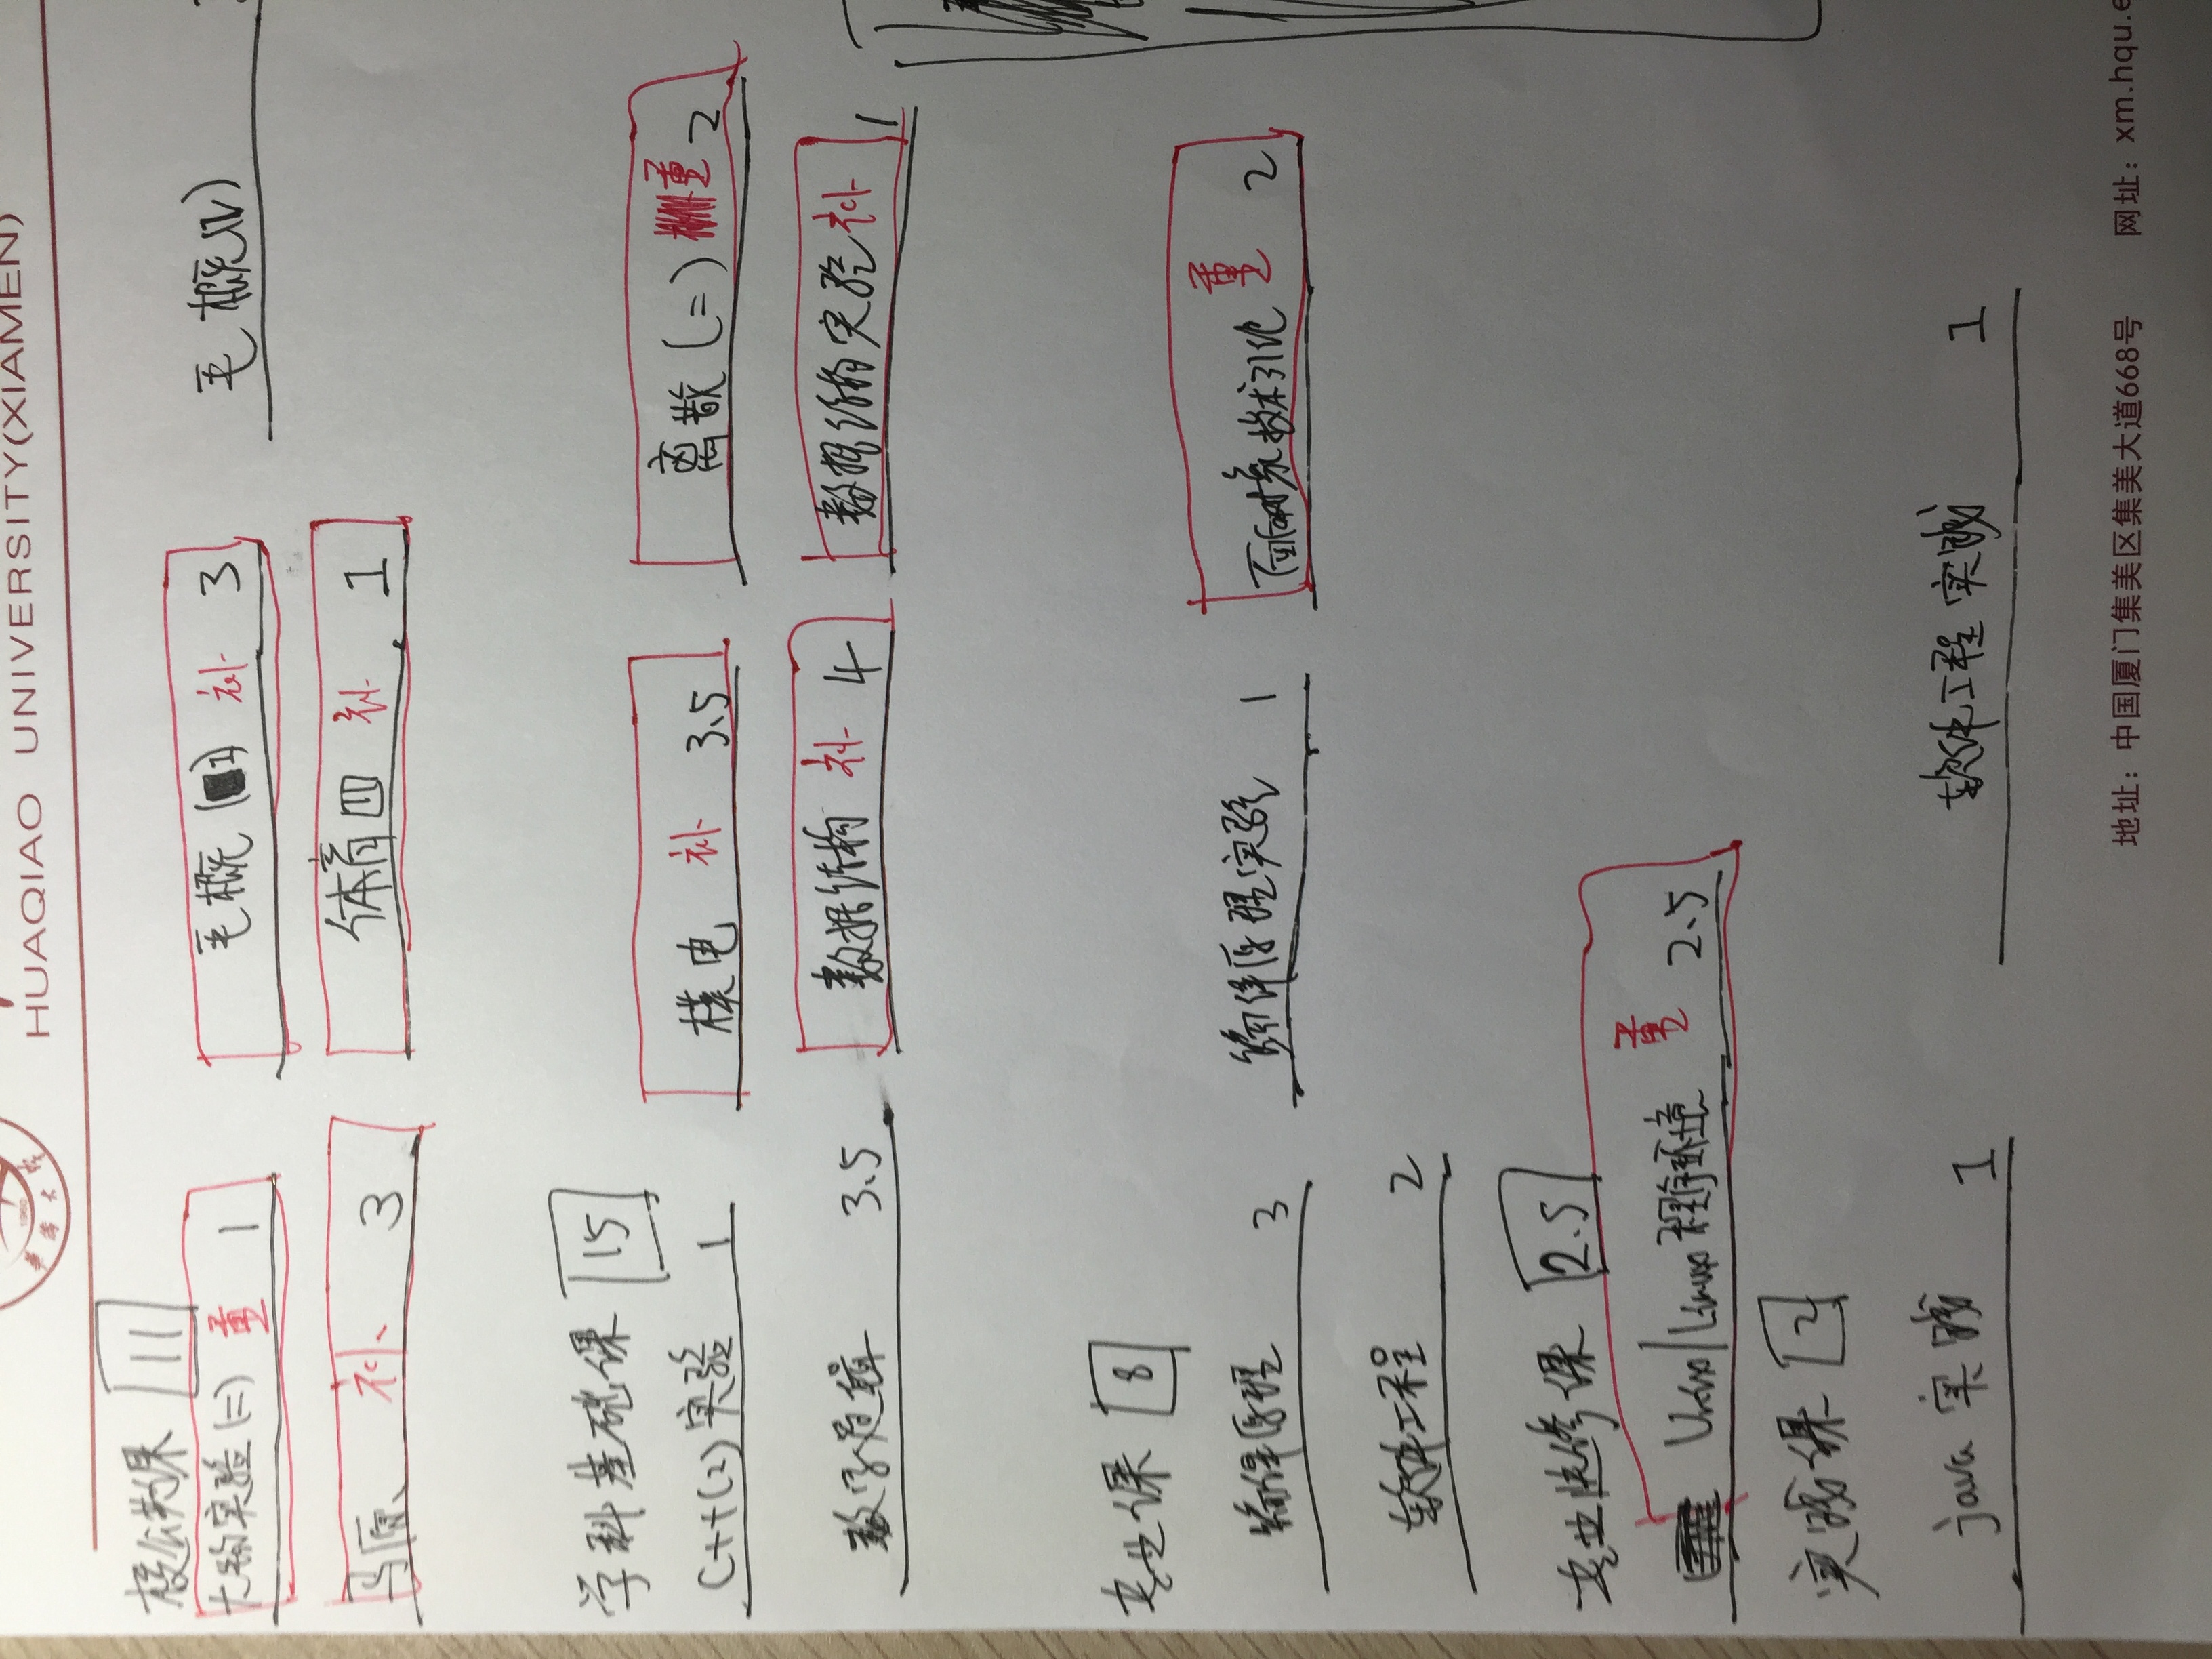 1960
华侨大学
HUAQIAO UNIVERSITY(XIAMEN)
校公共课 11
大物实验(二) 重 1 毛概(I) 补 3 毛概(IV)
马原 补 3 体育四 补 1
学科基础课 15
C++(2)实验 1 模电 补 3.5 离散(二) 重 2
数字逻辑 3.5 数据结构 补 4 数据结构实验 补 1
专业课 8
编译原理 3 编译原理实验 1 面向对象技术引论 重 2
软件工程 2
专业选修课 2.5
Unix/Linux程序环境 重 2.5
实践课 2
java 实践 1 软件工程实践 1
地址：中国厦门集美区集美大道668号 网址：xm.hqu.e